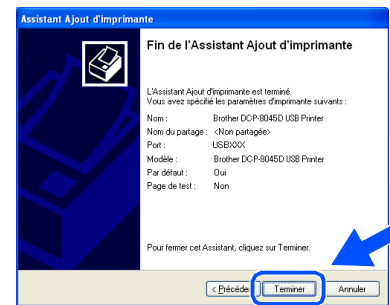 Assistant Ajout d'imprimante
Fin de l'Assistant Ajout d'imprimante
L'Assistant Ajout d'imprimante est terminé.
Vous avez spécifié les paramètres d'imprimante suivants :
Nom : Brother DCP-8045D USB Printer
Nom du partage : <Non partagée>
Port : USBXXX
Modèle : Brother DCP-8045D USB Printer
Par défaut : Oui
Page de test : Non
Pour fermer cet Assistant, cliquez sur Terminer.
< Précéde Terminer Annuler